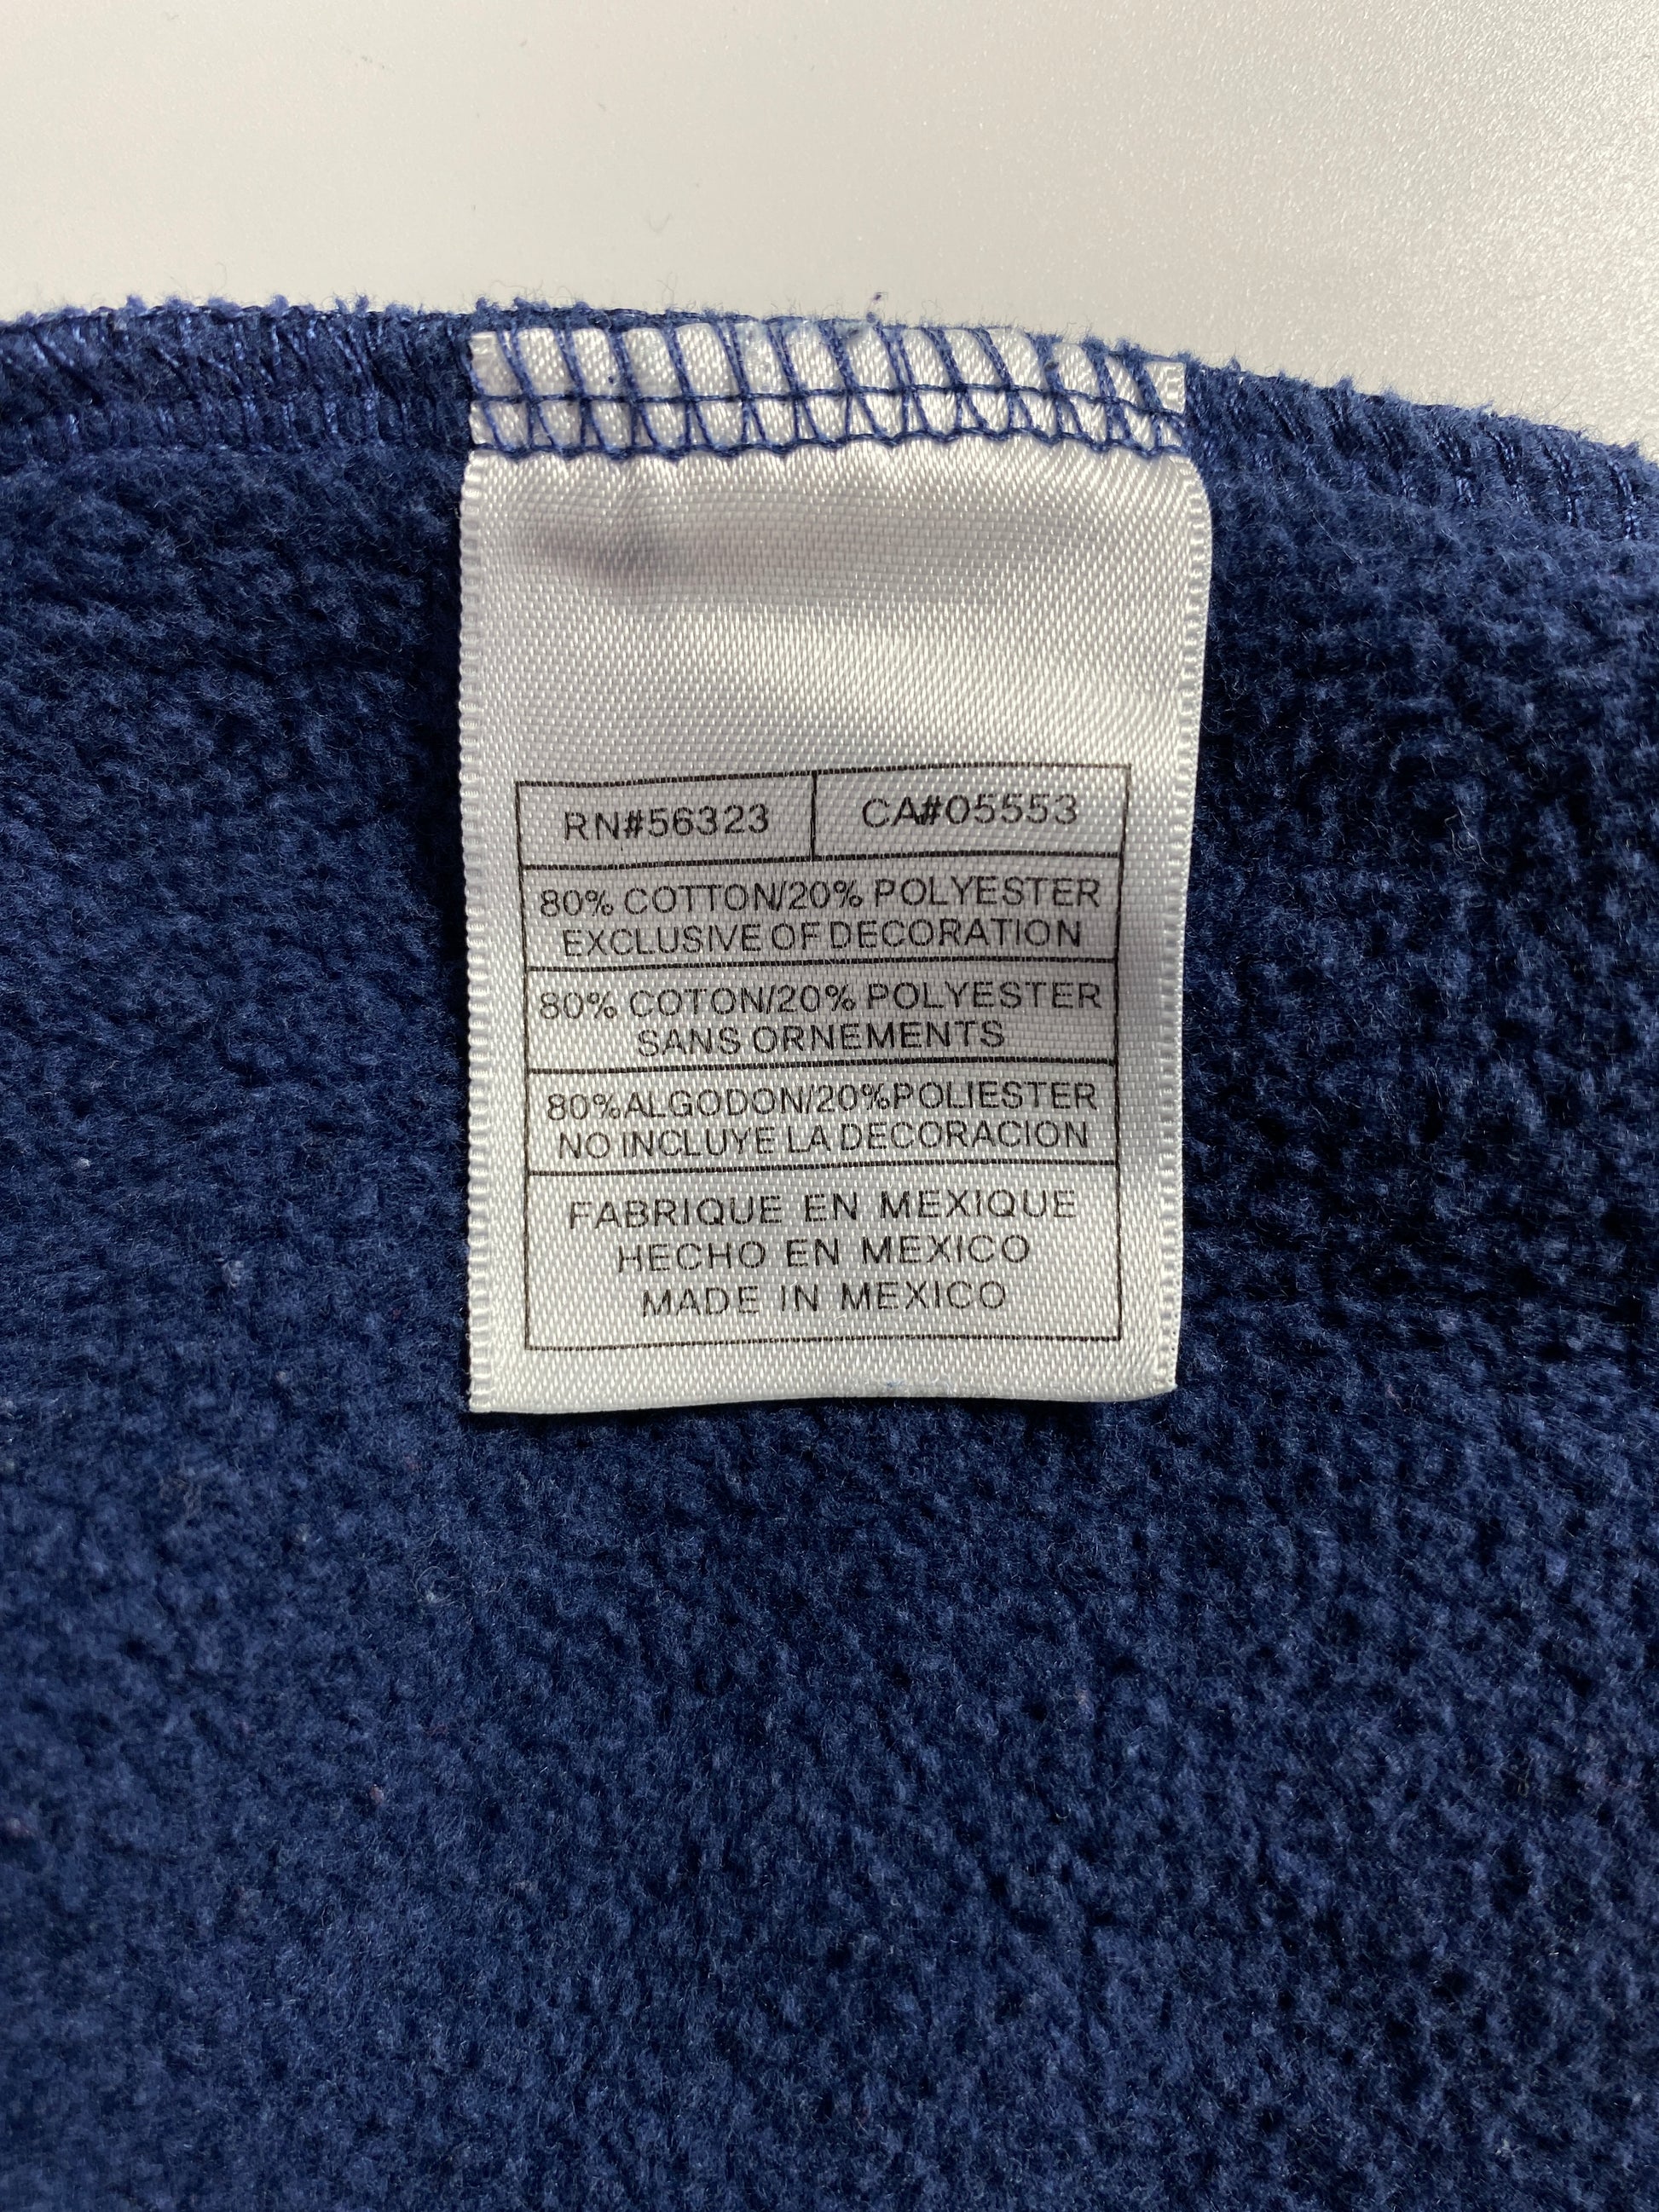 RN#56323 CA#05553
80% COTTON/20% POLYESTER
EXCLUSIVE OF DECORATION
80% COTON/20% POLYESTER
SANS ORNEMENTS
80% ALGODON/20% POLIESTER
NO INCLUYE LA DECORACION
FABRIQUE EN MEXIQUE
HECHO EN MEXICO
MADE IN MEXICO